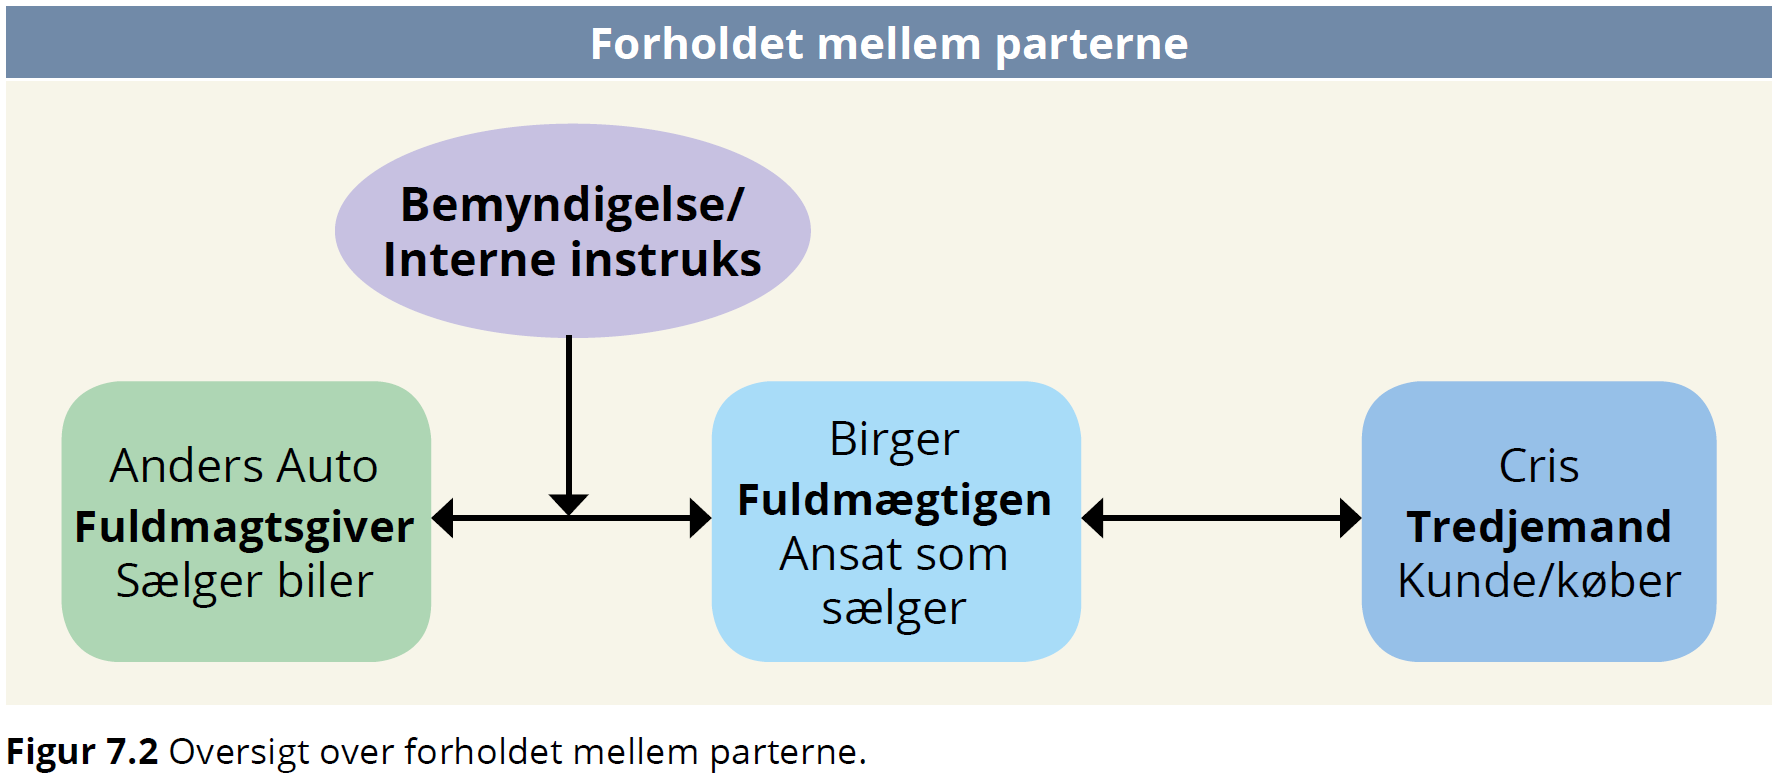 Forholdet mellem parterne
Bemyndigelse/
Interne instruks
Anders Auto
Fuldmagtsgiver
Sælger biler
Birger
Fuldmægtigen
Ansat som
sælger
Cris
Tredjemand
Kunde/køber
Figur 7.2 Oversigt over forholdet mellem parterne.